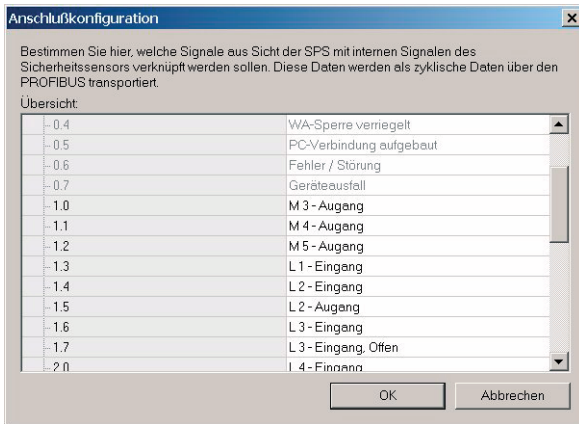 Anschlußkonfiguration
Bestimmen Sie hier, welche Signale aus Sicht der SPS mit internen Signalen des
Sicherheitssensors verknüpft werden sollen. Diese Daten werden als zyklische Daten über den
PROFIBUS transportiert.
Übersicht:
0.4 WA-Sperre verriegelt
0.5 PC-Verbindung aufgebaut
0.6 Fehler / Störung
0.7 Geräteausfall
1.0 M 3 - Augang
1.1 M 4 - Augang
1.2 M 5 - Augang
1.3 L 1 - Eingang
1.4 L 2 - Eingang
1.5 L 2 - Augang
1.6 L 3 - Eingang
1.7 L 3 - Eingang, Offen
2.0 L 4 - Eingang
OK Abbrechen